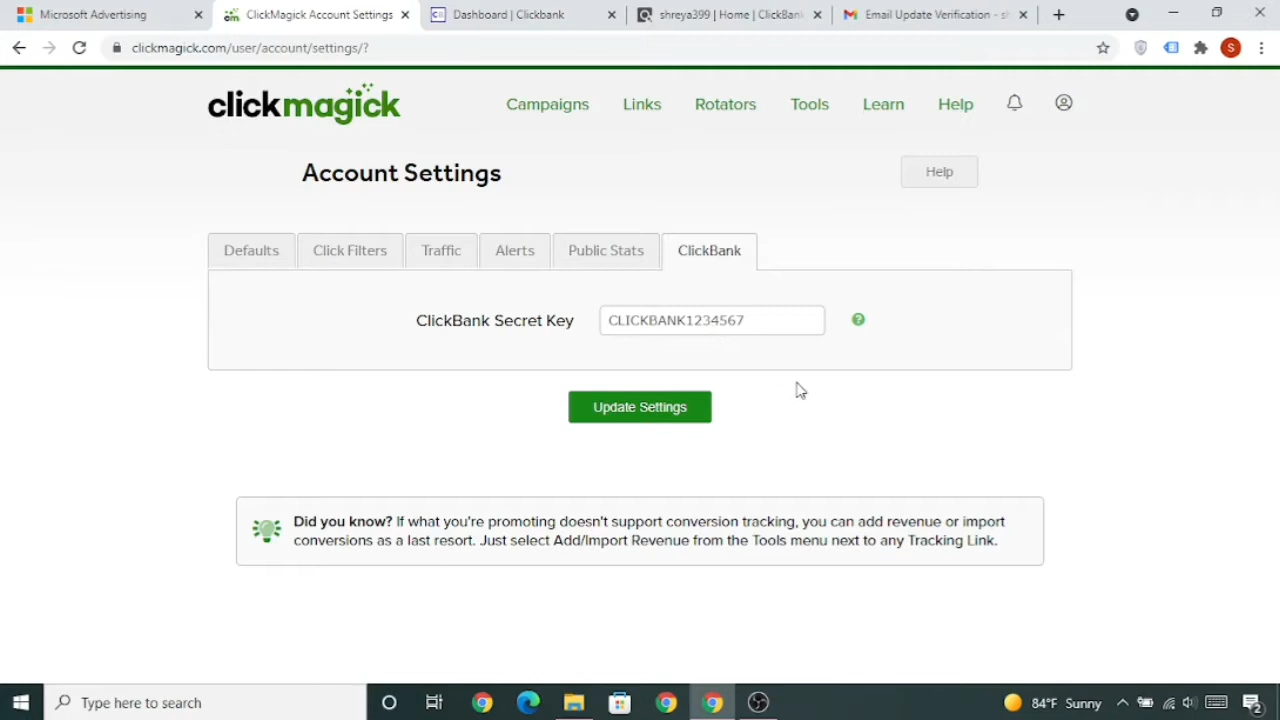 Microsoft Advertising
ClickMagick Account Settings
Dashboard | Clickbank
shreya399 | Home | ClickBank
Email Update Verification - s
clickmagick.com/user/account/settings/?
S
clickmagick
Campaigns
Links
Rotators
Tools
Learn
Help
Account Settings
Help
Defaults
Click Filters
Traffic
Alerts
Public Stats
ClickBank
ClickBank Secret Key
CLICKBANK1234567
?
Update Settings
Did you know? If what you're promoting doesn't support conversion tracking, you can add revenue or import
conversions as a last resort. Just select Add/Import Revenue from the Tools menu next to any Tracking Link.
Type here to search
84°F Sunny
2